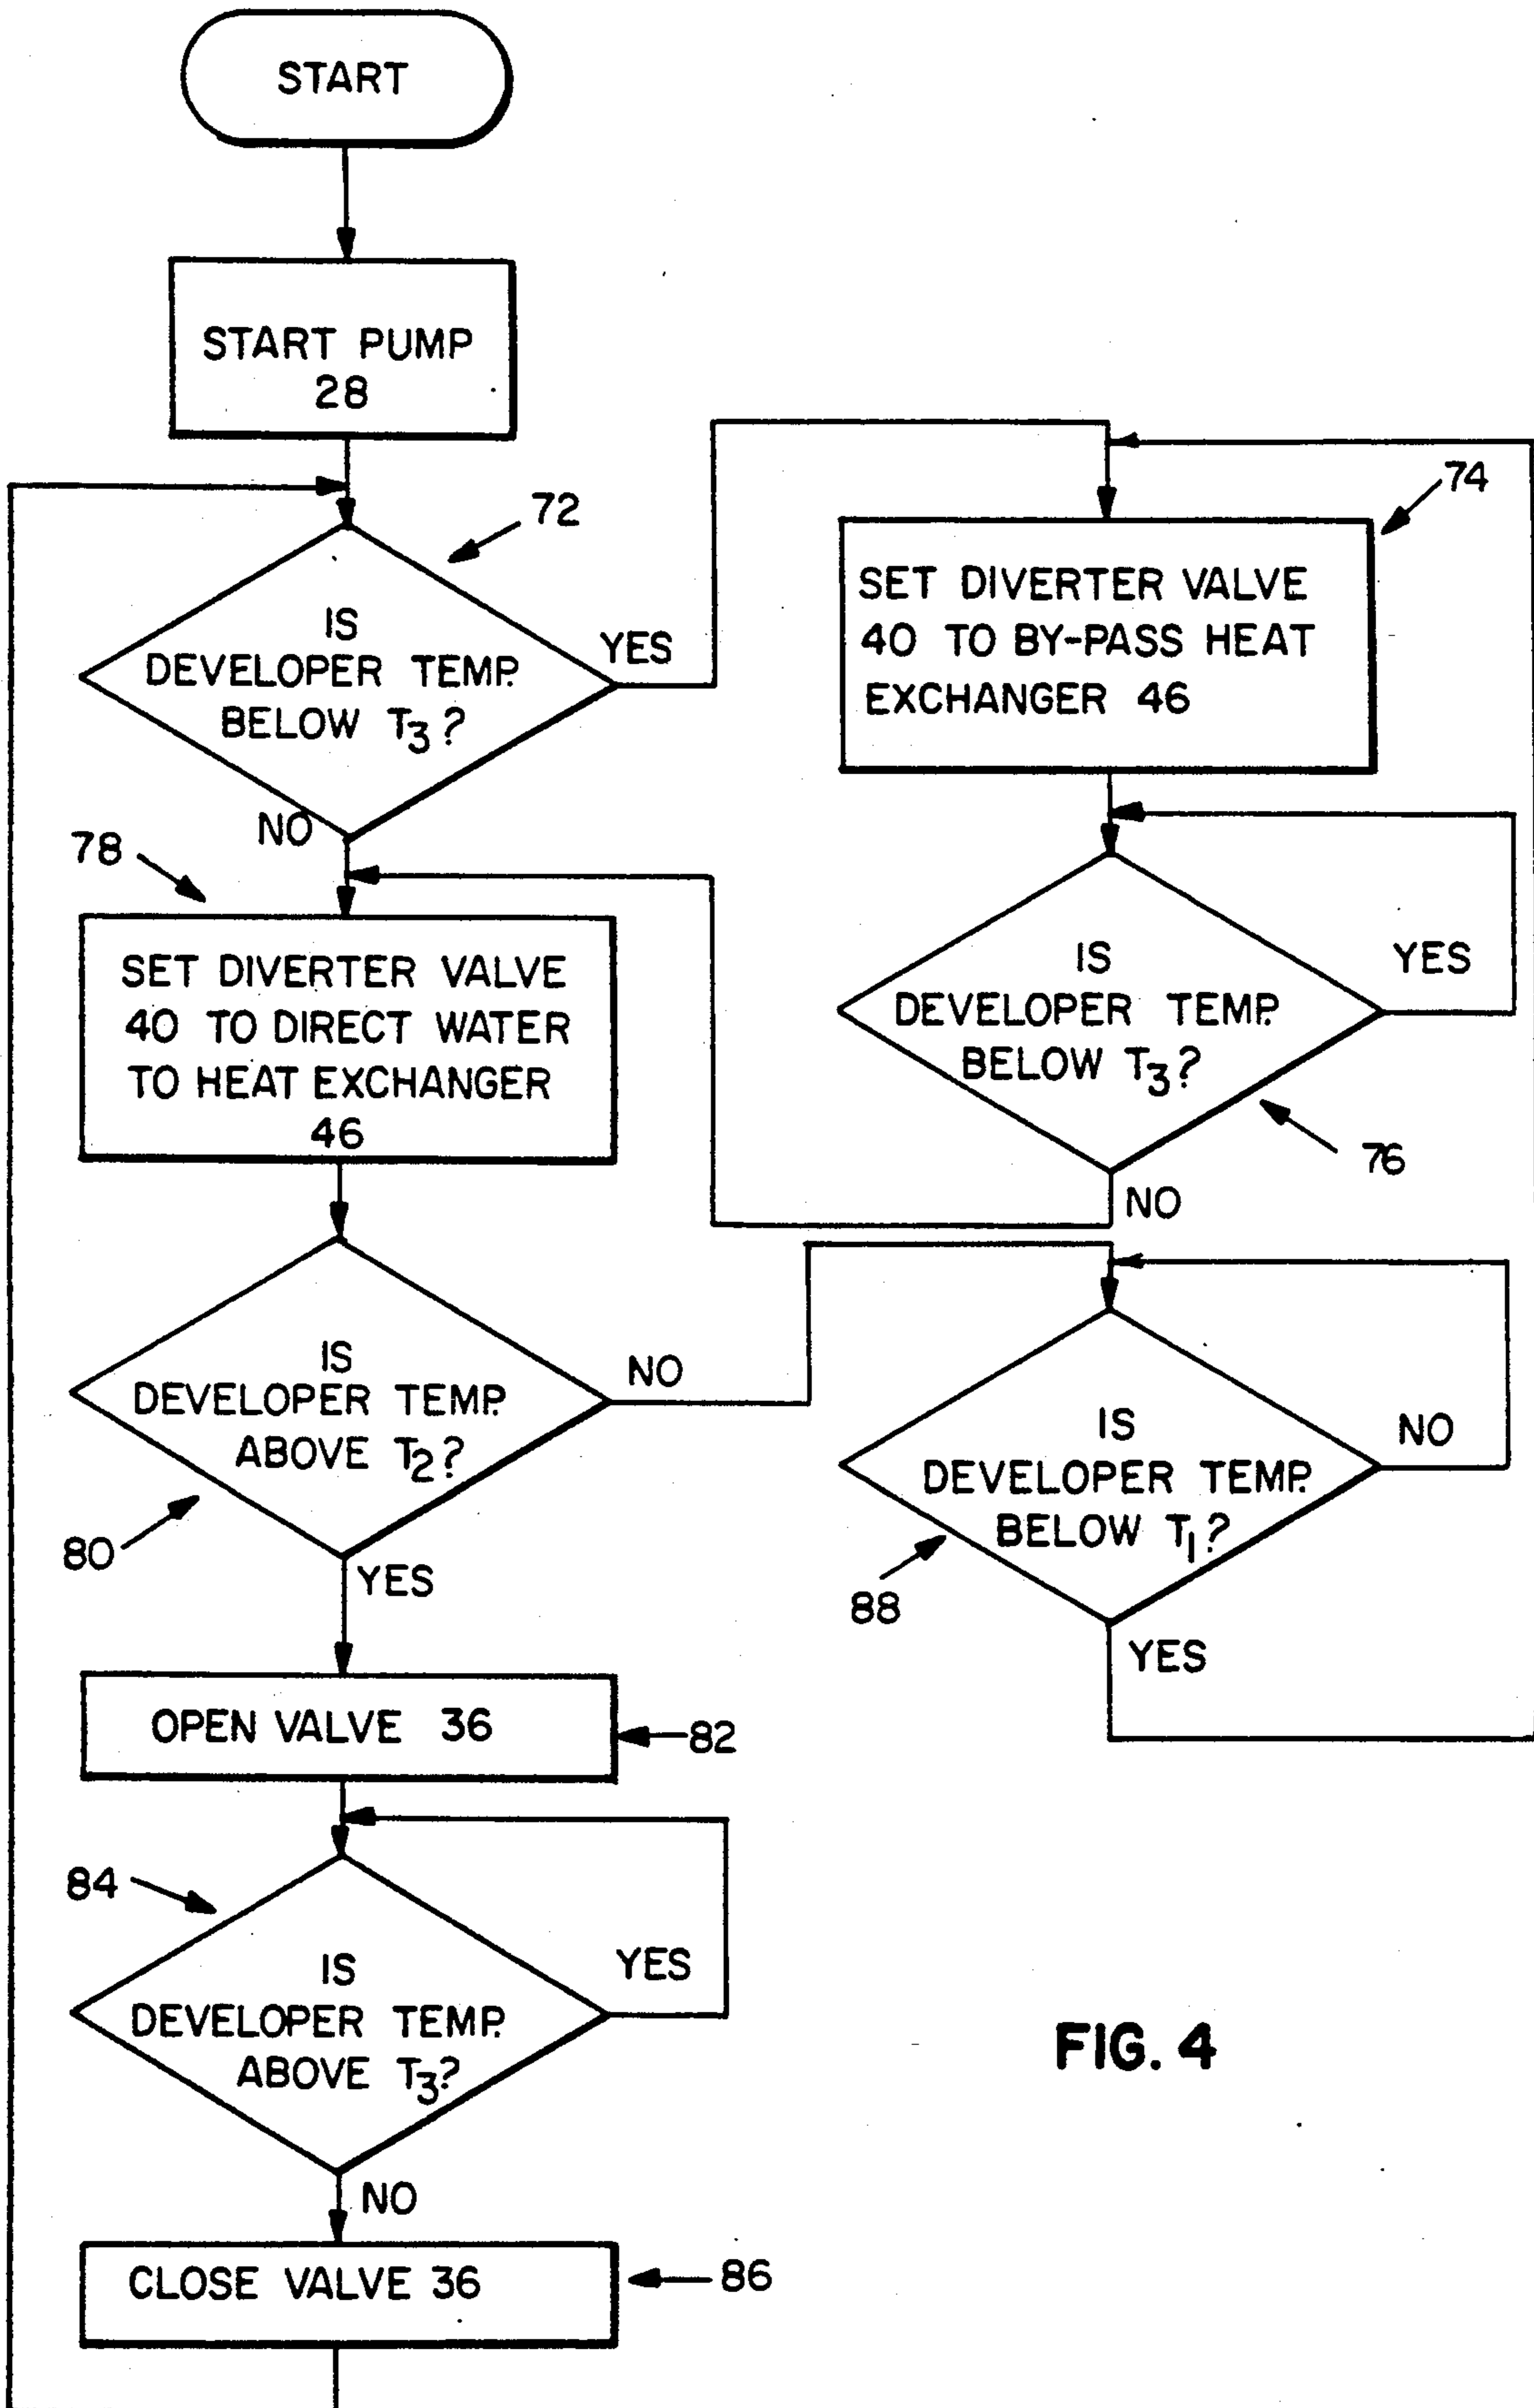 START
START PUMP
28
72
IS
DEVELOPER TEMP.
BELOW T3?
YES
NO
74
SET DIVERTER VALVE
40 TO BY-PASS HEAT
EXCHANGER 46
IS
DEVELOPER TEMP.
BELOW T3?
YES
76
NO
78
SET DIVERTER VALVE
40 TO DIRECT WATER
TO HEAT EXCHANGER
46
IS
DEVELOPER TEMP.
ABOVE T2?
NO
80
YES
IS
DEVELOPER TEMP.
BELOW T1?
NO
88
YES
OPEN VALVE 36
82
84
IS
DEVELOPER TEMP.
ABOVE T3?
YES
NO
CLOSE VALVE 36
86
FIG. 4